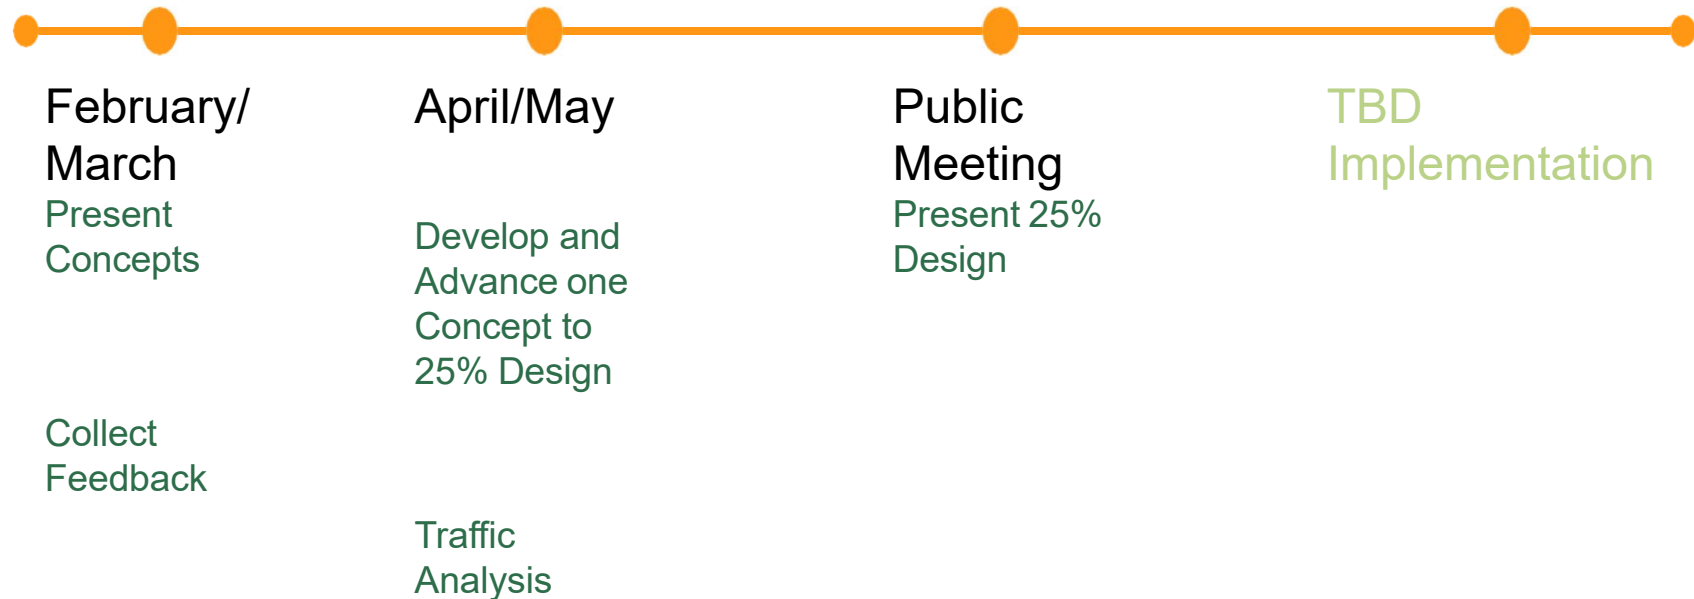 February/
March
Present
Concepts
Collect
Feedback
April/May
Develop and
Advance one
Concept to
25% Design
Traffic
Analysis
Public
Meeting
Present 25%
Design
TBD
Implementation